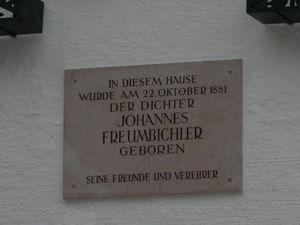 IN DIESEM HAUSE
WURDE AM 22. OKTOBER 1881
DER DICHTER
JOHANNES
FREUMBICHLER
GEBOREN
SEINE FREUNDE UND VEREHRER